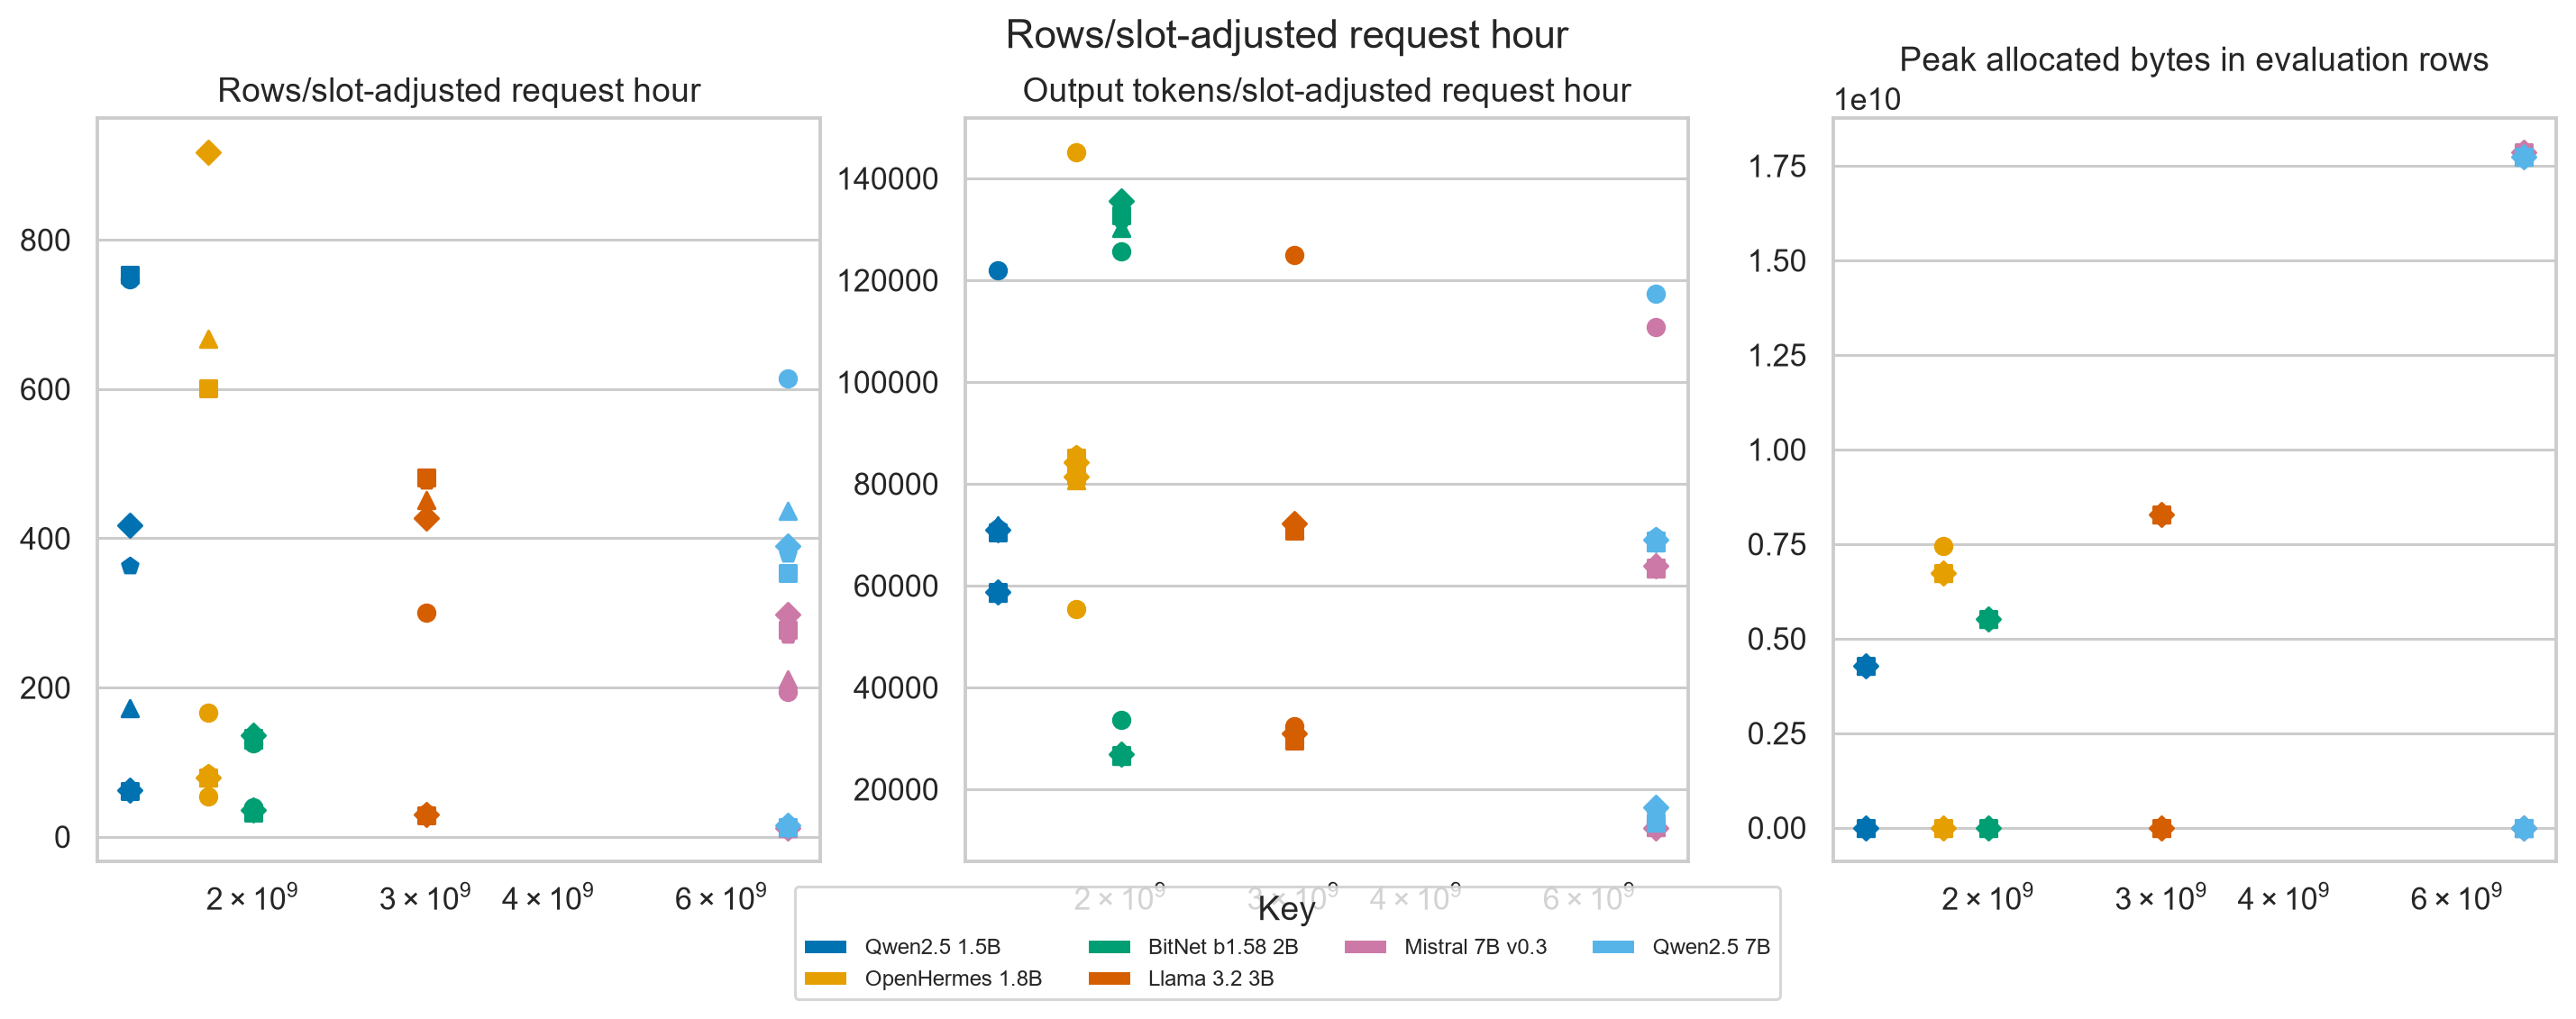 Rows/slot-adjusted request hour
Rows/slot-adjusted request hour
800
600
400
200
0
2 × 10⁹
3 × 10⁹
4 × 10⁹
6 × 10⁹
Output tokens/slot-adjusted request hour
140000
120000
100000
80000
60000
40000
20000
2 × 10⁹
3 × 10⁹
4 × 10⁹
6 × 10⁹
Peak allocated bytes in evaluation rows
1e10
1.75
1.50
1.25
1.00
0.75
0.50
0.25
0.00
2 × 10⁹
3 × 10⁹
4 × 10⁹
6 × 10⁹
Key
Qwen2.5 1.5B
OpenHermes 1.8B
BitNet b1.58 2B
Llama 3.2 3B
Mistral 7B v0.3
Qwen2.5 7B